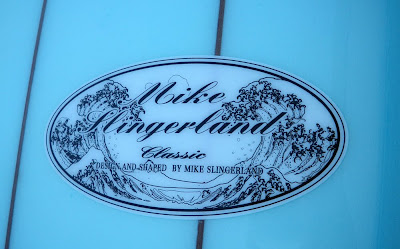 Mike
Slingerland
Classic
DESIGN AND SHAPED BY MIKE SLINGERLAND